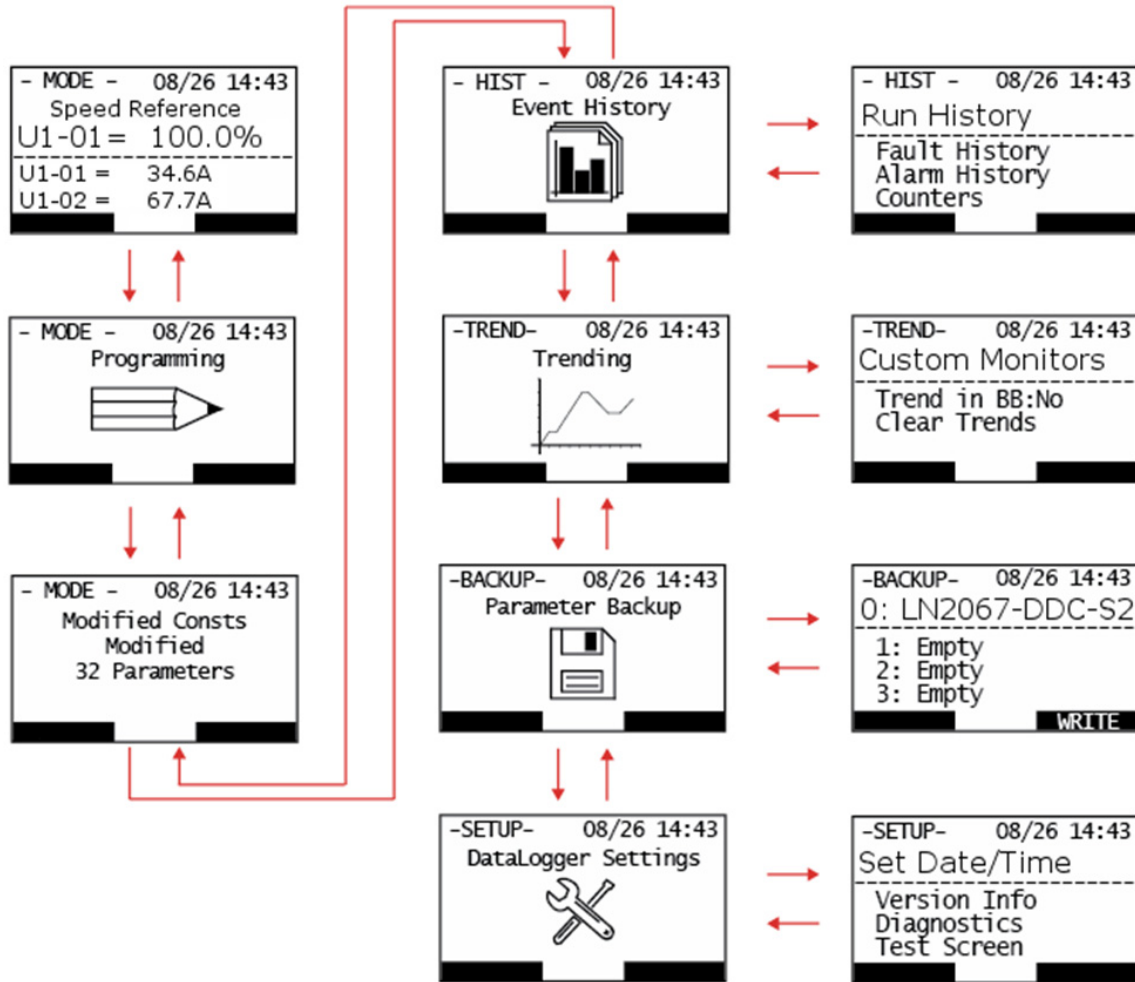 - MODE - 08/26 14:43
Speed Reference
U1-01= 100.0%
U1-01 = 34.6A
U1-02 = 67.7A
- MODE - 08/26 14:43
Programming
- MODE - 08/26 14:43
Modified Consts
Modified
32 Parameters
- HIST - 08/26 14:43
Event History
- HIST - 08/26 14:43
Run History
Fault History
Alarm History
Counters
-TREND- 08/26 14:43
Trending
-TREND- 08/26 14:43
Custom Monitors
Trend in BB:No
Clear Trends
-BACKUP- 08/26 14:43
Parameter Backup
-BACKUP- 08/26 14:43
0: LN2067-DDC-S2
1: Empty
2: Empty
3: Empty
WRITE
-SETUP- 08/26 14:43
DataLogger Settings
-SETUP- 08/26 14:43
Set Date/Time
Version Info
Diagnostics
Test Screen